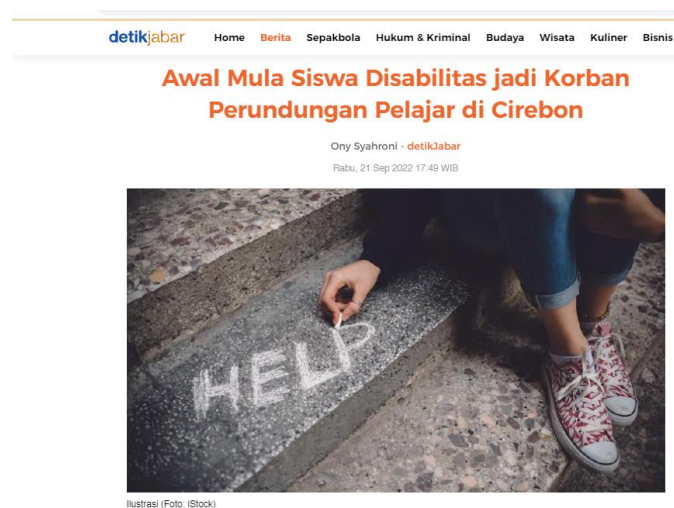 detikjabar Home Berita Sepakbola Hukum & Kriminal Budaya Wisata Kuliner Bisnis
Awal Mula Siswa Disabilitas jadi Korban
Perundungan Pelajar di Cirebon
Ony Syahroni - detikJabar
Rabu, 21 Sep 2022 17:49 WIB
HELP
Ilustrasi (Foto: iStock)